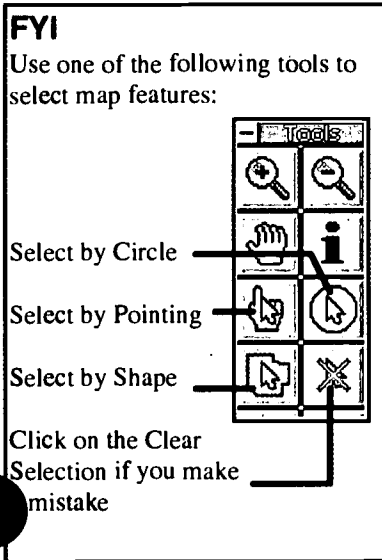 FYI
Use one of the following tools to
select map features:
Tools
Select by Circle
Select by Pointing
Select by Shape
Click on the Clear
Selection if you make
mistake